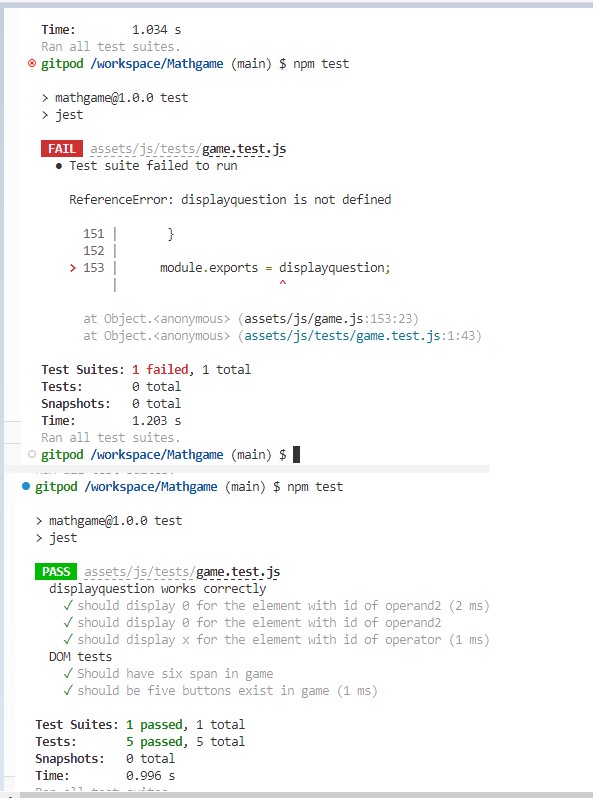 Time: 1.034 s
Ran all test suites.
gitpod /workspace/Mathgame (main) $ npm test
> mathgame@1.0.0 test
> jest
FAIL assets/js/tests/game.test.js
● Test suite failed to run
ReferenceError: displayquestion is not defined
151 | }
152 |
> 153 | module.exports = displayquestion;
| ^
at Object.<anonymous> (assets/js/game.js:153:23)
at Object.<anonymous> (assets/js/tests/game.test.js:1:43)
Test Suites: 1 failed, 1 total
Tests: 0 total
Snapshots: 0 total
Time: 1.203 s
Ran all test suites.
gitpod /workspace/Mathgame (main) $
gitpod /workspace/Mathgame (main) $ npm test
> mathgame@1.0.0 test
> jest
PASS assets/js/tests/game.test.js
displayquestion works correctly
✓ should display 0 for the element with id of operand2 (2 ms)
✓ should display 0 for the element with id of operand2
✓ should display x for the element with id of operator (1 ms)
DOM tests
✓ Should have six span in game
✓ should be five buttons exist in game (1 ms)
Test Suites: 1 passed, 1 total
Tests: 5 passed, 5 total
Snapshots: 0 total
Time: 0.996 s